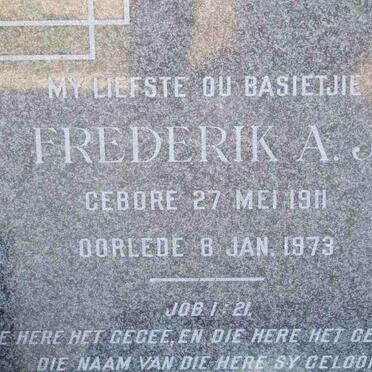 MY LIEFSTE OU BASIETJIE
FREDERIK A. J
GEBORE 27 MEI 1911
OORLEDE 8 JAN. 1973
JOB 1:21.
E HERE HET GEGEE, EN DIE HERE HET GE
DIE NAAM VAN DIE HERE SY GELOO